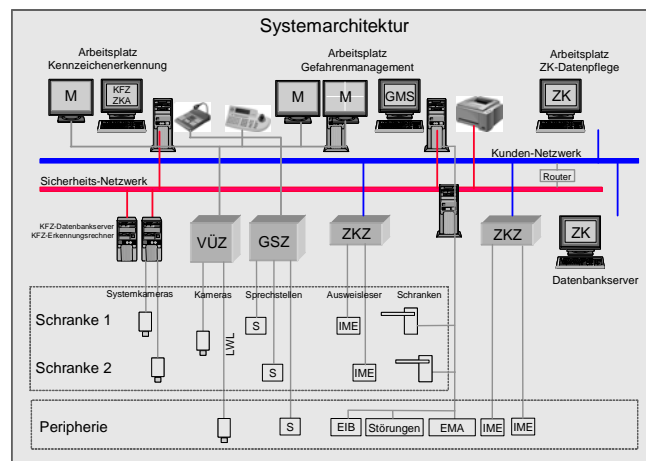 Systemarchitektur
Arbeitsplatz
Kennzeichenerkennung
Arbeitsplatz
Gefahrenmanagement
Arbeitsplatz
ZK-Datenpflege
M
KFZ
ZKA
M
M
GMS
ZK
Kunden-Netzwerk
Sicherheits-Netzwerk
Router
KFZ-Datenbankserver
KFZ-Erkennungsrechner
VÜZ
GSZ
ZKZ
ZKZ
ZK
Datenbankserver
Systemkameras
Kameras
Sprechstellen
Ausweisleser
Schranken
Schranke 1
S
IME
LWL
Schranke 2
S
IME
Peripherie
S
EIB
Störungen
EMA
IME
IME